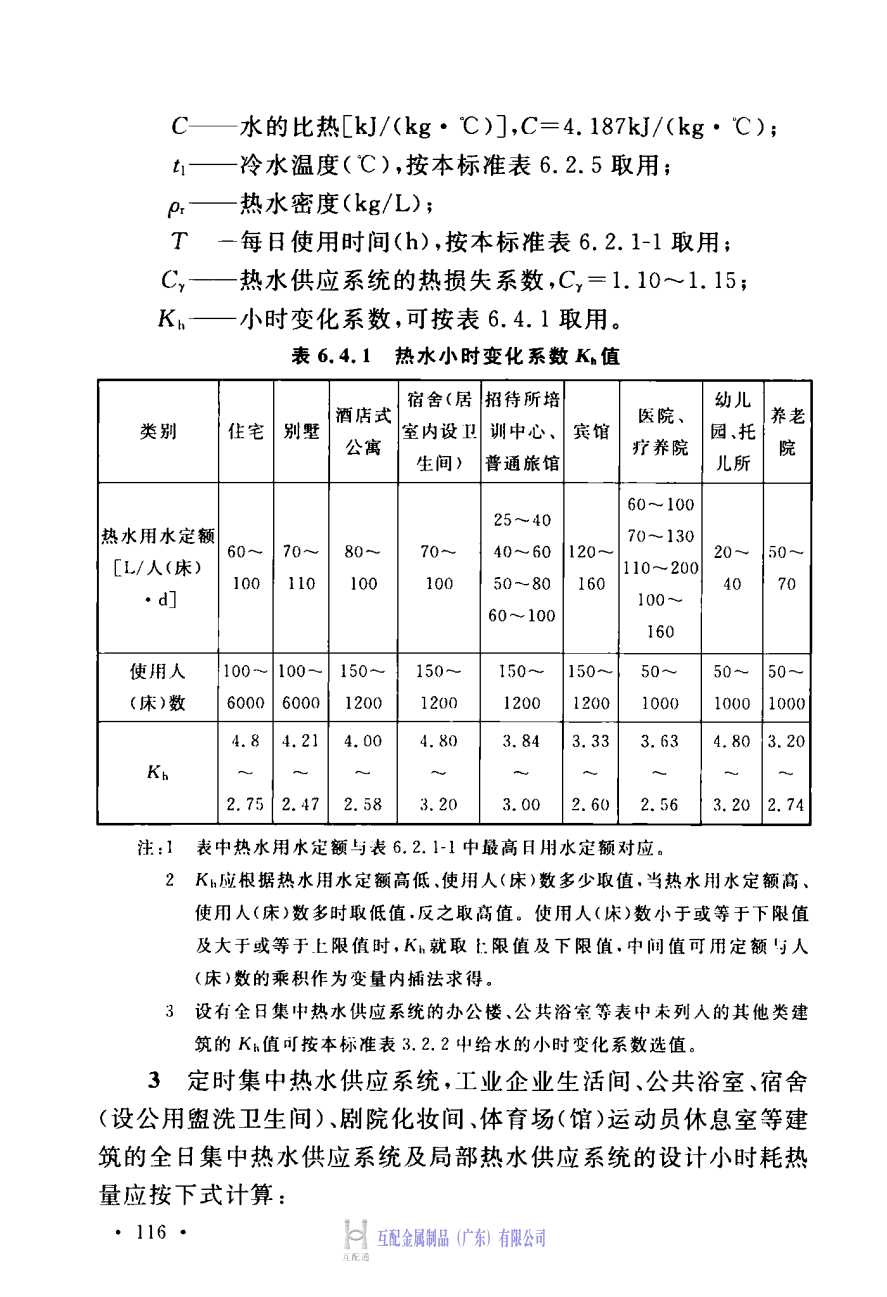 C——水的比热[kJ/(kg·℃)],C=4.187kJ/(kg·℃);
t₁——冷水温度(℃),按本标准表 6.2.5 取用;
ρᵣ——热水密度(kg/L);
T —每日使用时间(h),按本标准表 6.2.1-1 取用;
Cγ——热水供应系统的热损失系数,Cγ=1.10～1.15;
Kh——小时变化系数,可按表 6.4.1 取用。
表 6.4.1 热水小时变化系数 Kh值
类别 住宅 别墅 酒店式公寓 宿舍(居室内设卫生间) 招待所培训中心、普通旅馆 宾馆 医院、疗养院 幼儿园、托儿所 养老院
热水用水定额[L/人(床)·d] 60～100 70～110 80～100 70～100 25～40 40～60 50～80 60～100 120～160 60～100 70～130 110～200 100～160 20～40 50～70
使用人(床)数 100～6000 100～6000 150～1200 150～1200 150～1200 150～1200 50～1000 50～1000 50～1000
Kh 4.8～2.75 4.21～2.47 4.00～2.58 4.80～3.20 3.84～3.00 3.33～2.60 3.63～2.56 4.80～3.20 3.20～2.74
注:1 表中热水用水定额与表 6.2.1-1 中最高日用水定额对应。
2 Kh应根据热水用水定额高低、使用人(床)数多少取值,当热水用水定额高、
使用人(床)数多时取低值,反之取高值。使用人(床)数小于或等于下限值
及大于或等于上限值时,Kh就取上限值及下限值,中间值可用定额与人
(床)数的乘积作为变量内插法求得。
3 设有全日集中热水供应系统的办公楼、公共浴室等表中未列入的其他类建
筑的 Kh值可按本标准表 3.2.2 中给水的小时变化系数选值。
3 定时集中热水供应系统,工业企业生活间、公共浴室、宿舍
(设公用盥洗卫生间)、剧院化妆间、体育场(馆)运动员休息室等建
筑的全日集中热水供应系统及局部热水供应系统的设计小时耗热
量应按下式计算:
· 116 ·
互配金属制品(广东)有限公司
互配通